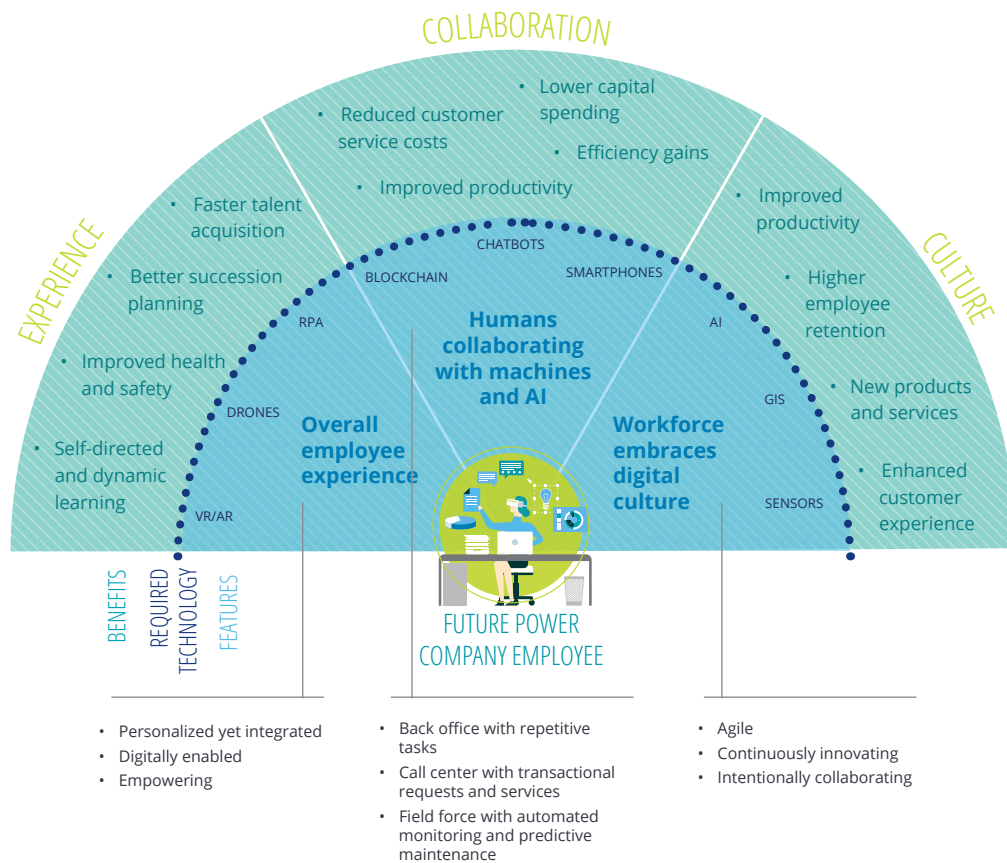 COLLABORATION
EXPERIENCE
CULTURE
• Faster talent
acquisition
• Better succession
planning
• Improved health
and safety
• Self-directed
and dynamic
learning
• Reduced customer
service costs
• Lower capital
spending
• Efficiency gains
• Improved productivity
• Improved
productivity
• Higher
employee
retention
• New products
and services
• Enhanced
customer
experience
VR/AR
DRONES
RPA
BLOCKCHAIN
CHATBOTS
SMARTPHONES
AI
GIS
SENSORS
Overall
employee
experience
Humans
collaborating
with machines
and AI
Workforce
embraces
digital
culture
BENEFITS
REQUIRED
TECHNOLOGY
FEATURES
FUTURE POWER
COMPANY EMPLOYEE
• Personalized yet integrated
• Digitally enabled
• Empowering
• Back office with repetitive
tasks
• Call center with transactional
requests and services
• Field force with automated
monitoring and predictive
maintenance
• Agile
• Continuously innovating
• Intentionally collaborating